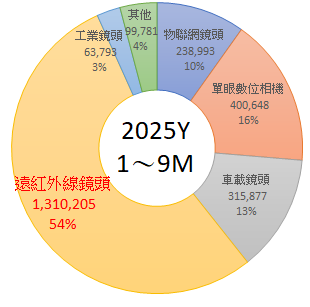 其他
99,781
4%
物聯網鏡頭
238,993
10%
工業鏡頭
63,793
3%
單眼數位相機
400,648
16%
2025Y
1～9M
車載鏡頭
315,877
13%
遠紅外線鏡頭
1,310,205
54%